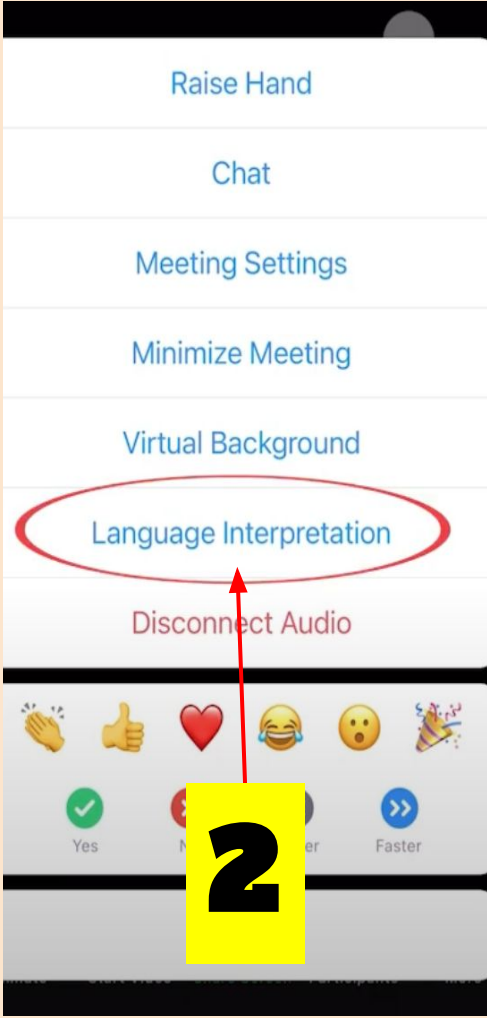 Raise Hand
Chat
Meeting Settings
Minimize Meeting
Virtual Background
Language Interpretation
Disconnect Audio
Yes
Faster
2